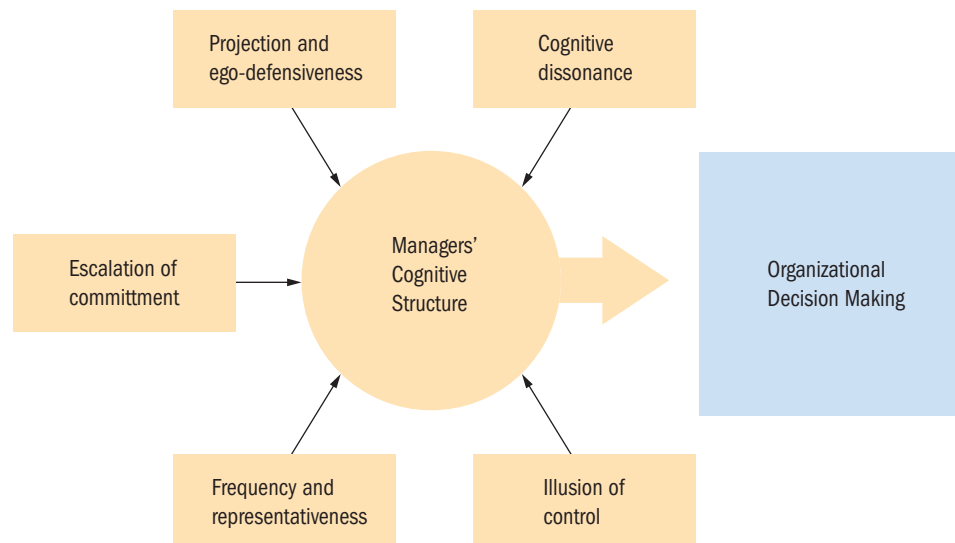 Projection and
ego-defensiveness
Cognitive
dissonance
Escalation of
committment
Managers’
Cognitive
Structure
Organizational
Decision Making
Frequency and
representativeness
Illusion of
control